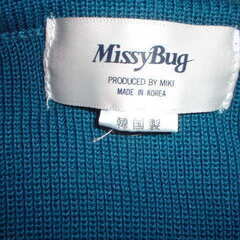 MissyBug
PRODUCED BY MIKI
MADE IN KOREA
韓国製